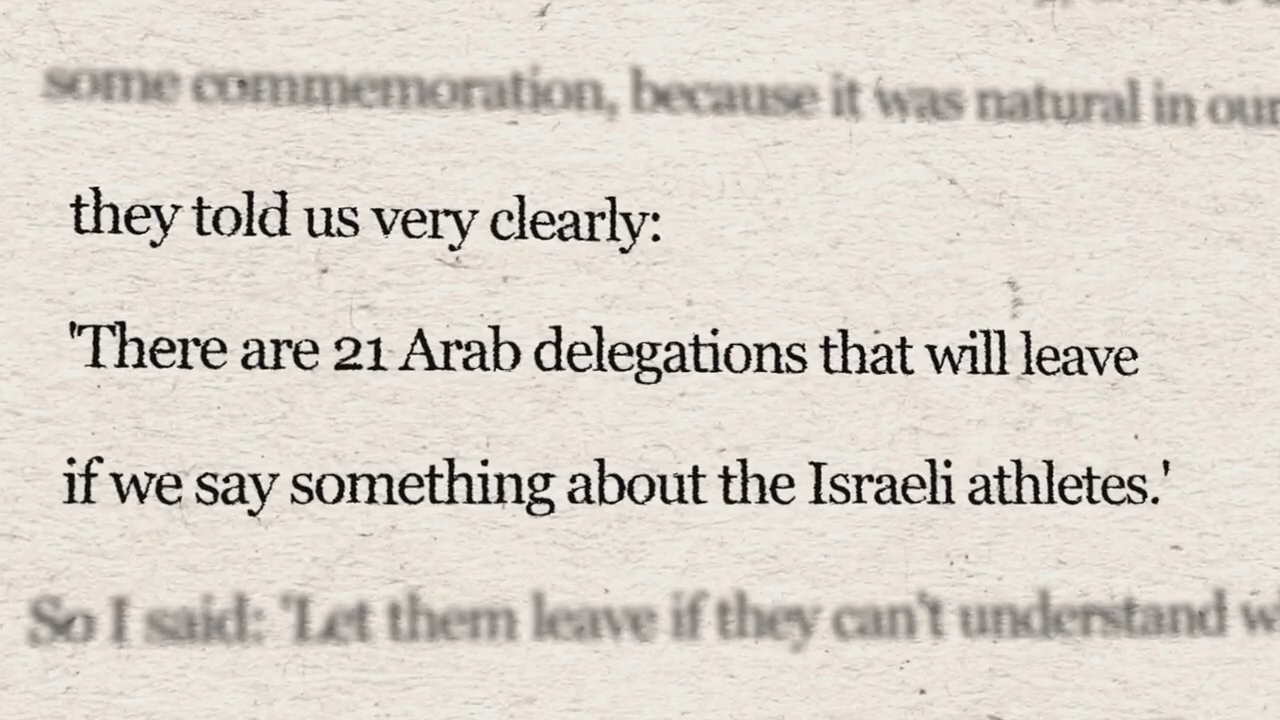 some commemoration, because it was natural in our
they told us very clearly:
'There are 21 Arab delegations that will leave
if we say something about the Israeli athletes.'
So I said: 'Let them leave if they can't understand